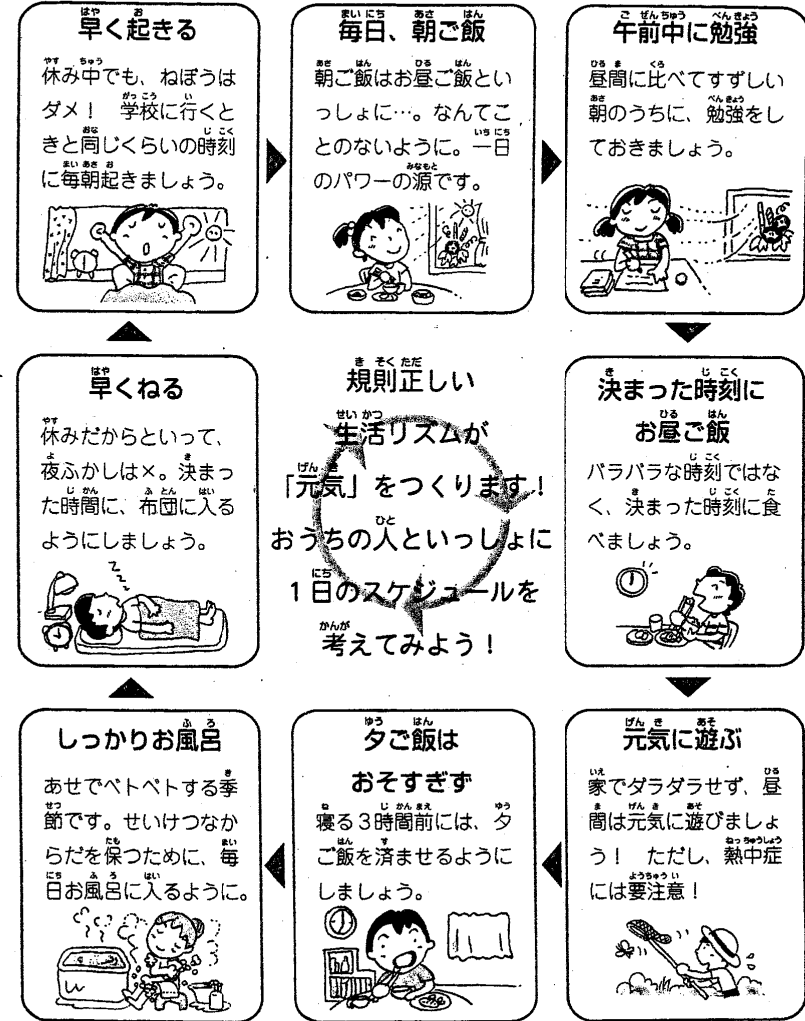 早く起きる
休み中でも、ねぼうは
ダメ！　学校に行くと
きと同じくらいの時刻
に毎朝起きましょう。
毎日、朝ご飯
朝ご飯はお昼ご飯とい
っしょに…。なんてこ
とのないように。一日
のパワーの源です。
午前中に勉強
昼間に比べてすずしい
朝のうちに、勉強をし
ておきましょう。
決まった時刻に
お昼ご飯
バラバラな時刻ではな
く、決まった時刻に食
べましょう。
元気に遊ぶ
家でダラダラせず、昼
間は元気に遊びましょ
う！　ただし、熱中症
には要注意！
夕ご飯は
おそすぎず
寝る３時間前には、夕
ご飯を済ませるように
しましょう。
しっかりお風呂
あせでベトベトする季
節です。せいけつなか
らだを保つために、毎
日お風呂に入るように。
早くねる
休みだからといって、
夜ふかしは×。決まっ
た時間に、布団に入る
ようにしましょう。
規則正しい
生活リズムが
「元気」をつくります！
おうちの人といっしょに
１日のスケジュールを
考えてみよう！